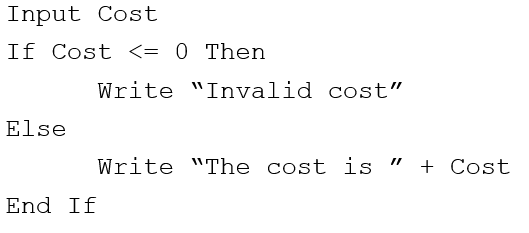 Input Cost
If Cost <= 0 Then
Write “Invalid cost”
Else
Write “The cost is ” + Cost
End If